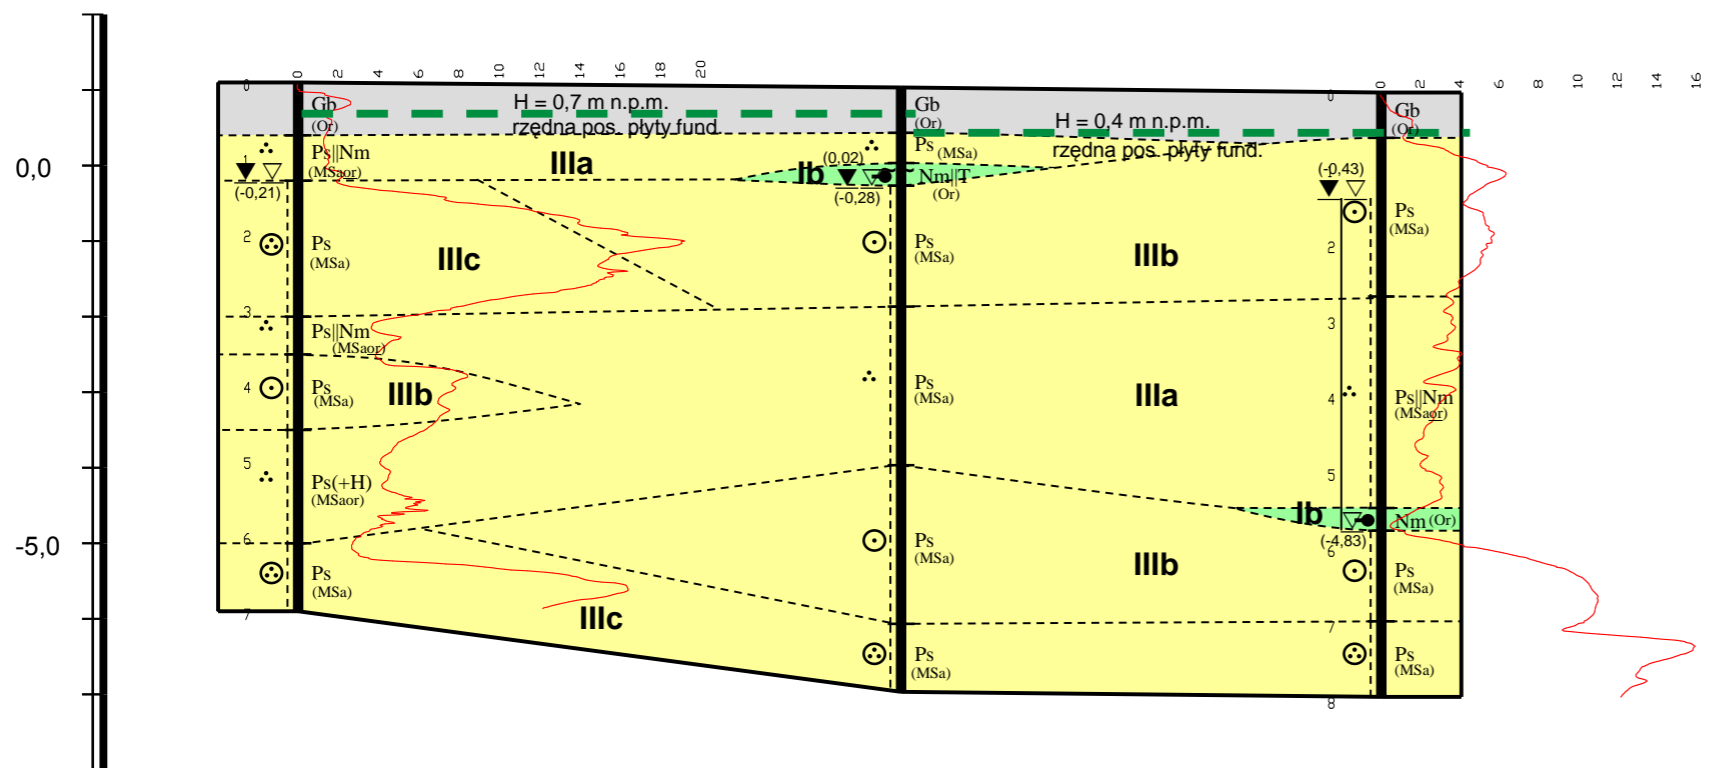 0 2 4 6 8 10 12 14 16 18 20
0 2 4 6 8 10 12 14 16
0,0
-5,0
0
1
2
3
4
5
6
7
Gb
(Or)
Ps||Nm
(MSaor)
(-0,21)
Ps
(MSa)
Ps||Nm
(MSaor)
Ps
(MSa)
Ps(+H)
(MSaor)
Ps
(MSa)
H = 0,7 m n.p.m.
rzędna pos. płyty fund.
IIIa
IIIc
IIIb
IIIc
Ib
(0,02)
(-0,28)
Gb
(Or)
Ps (MSa)
Nm||T
(Or)
Ps
(MSa)
Ps
(MSa)
Ps
(MSa)
Ps
(MSa)
H = 0,4 m n.p.m.
rzędna pos. płyty fund.
IIIb
IIIa
IIIb
Ib
(-0,43)
(-4,83)
0
2
3
4
5
6
7
8
Gb
(Or)
Ps
(MSa)
Ps||Nm
(MSaor)
Nm (Or)
Ps
(MSa)
Ps
(MSa)